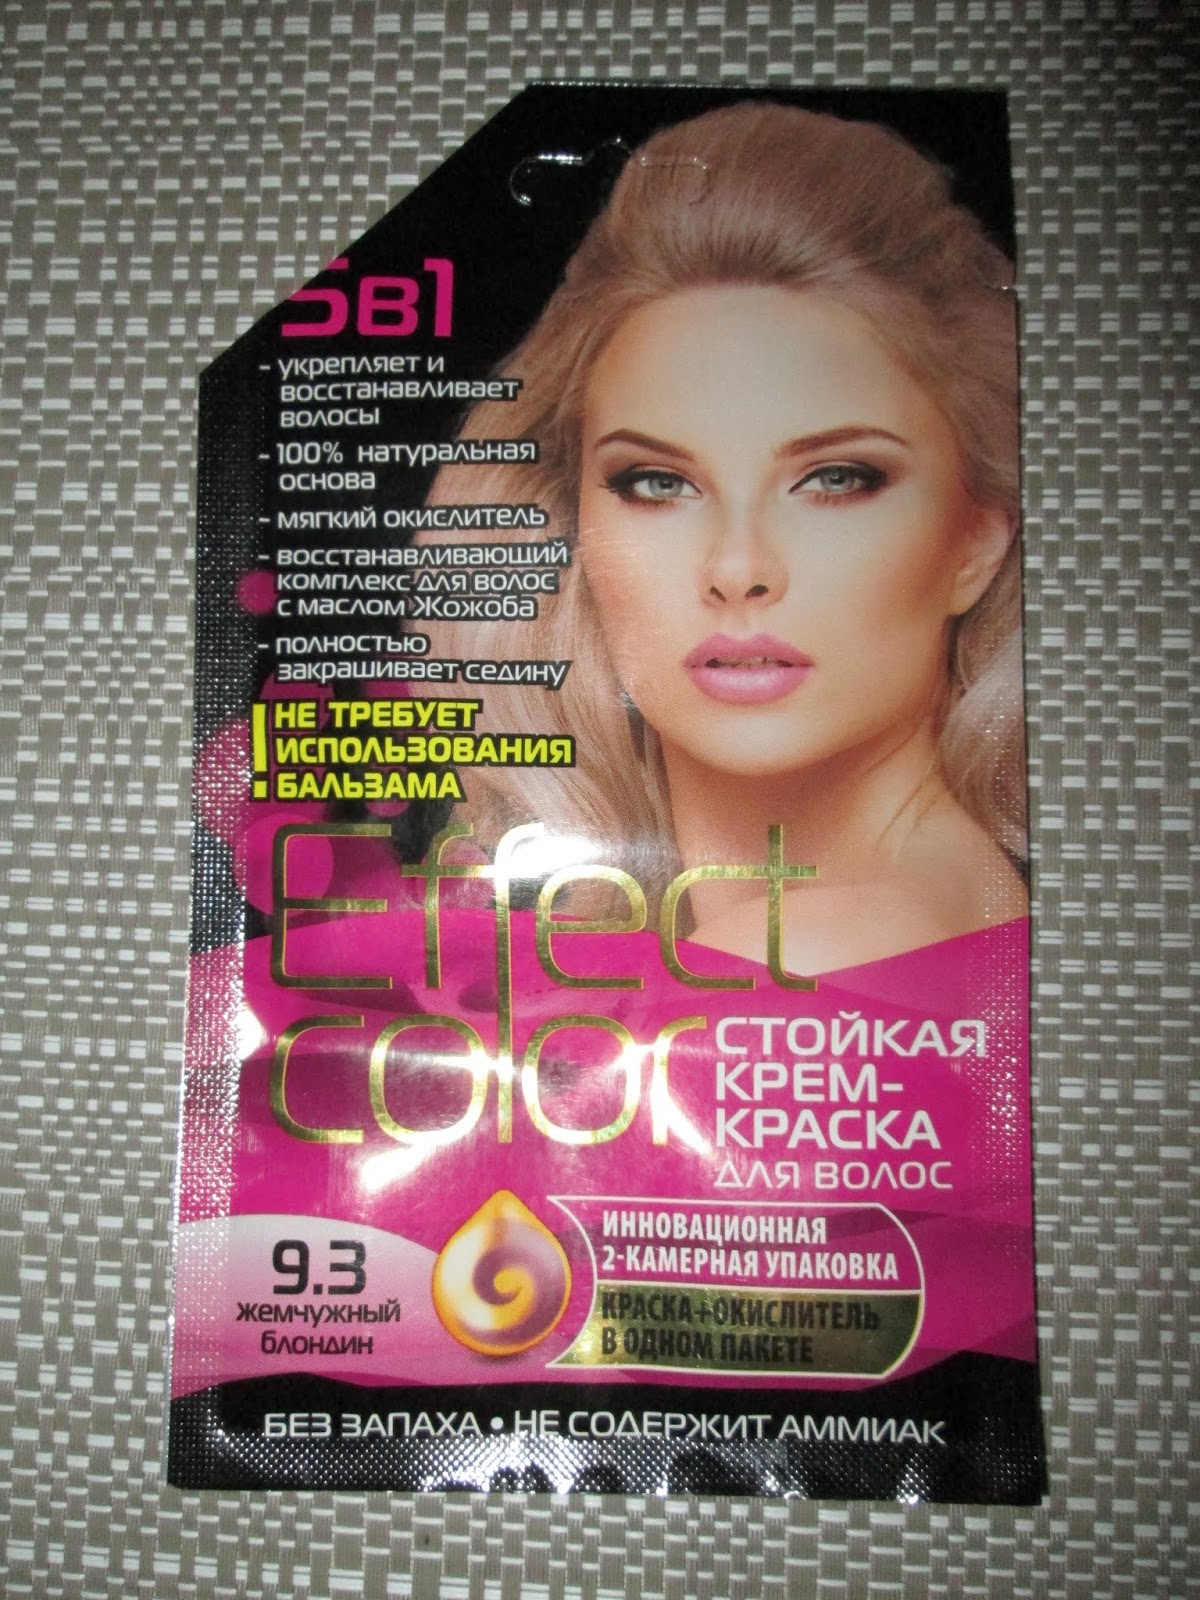 5в1
- укрепляет и
восстанавливает
волосы
- 100% натуральная
основа
- мягкий окислитель
- восстанавливающий
комплекс для волос
с маслом Жожоба
- полностью
закрашивает седину
! НЕ ТРЕБУЕТ
ИСПОЛЬЗОВАНИЯ
БАЛЬЗАМА
Effect
color
СТОЙКАЯ
КРЕМ-
КРАСКА
ДЛЯ ВОЛОС
ИННОВАЦИОННАЯ
2-КАМЕРНАЯ УПАКОВКА
КРАСКА+ОКИСЛИТЕЛЬ
В ОДНОМ ПАКЕТЕ
9.3
жемчужный
блондин
БЕЗ ЗАПАХА • НЕ СОДЕРЖИТ АММИАК